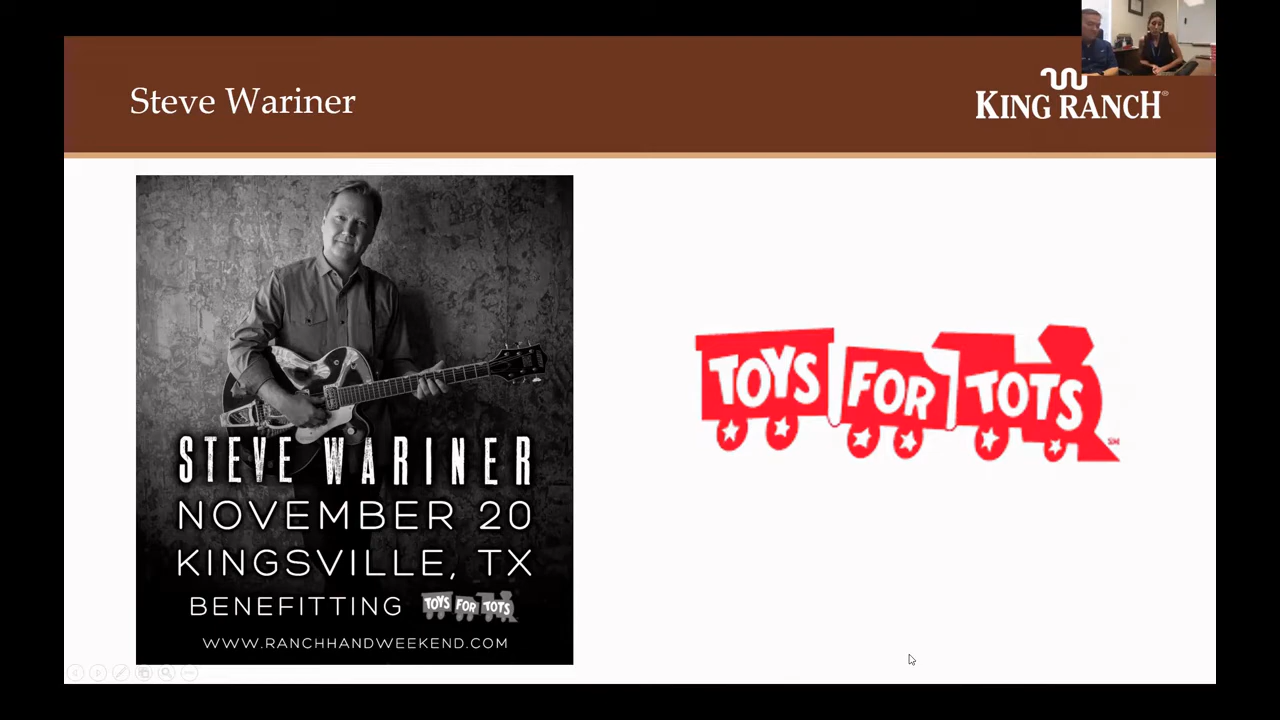 Steve Wariner
KING RANCH®
STEVE WARINER
NOVEMBER 20
KINGSVILLE, TX
BENEFITTING TOYS FOR TOTS
WWW.RANCHHANDWEEKEND.COM
TOYS FOR TOTS SM